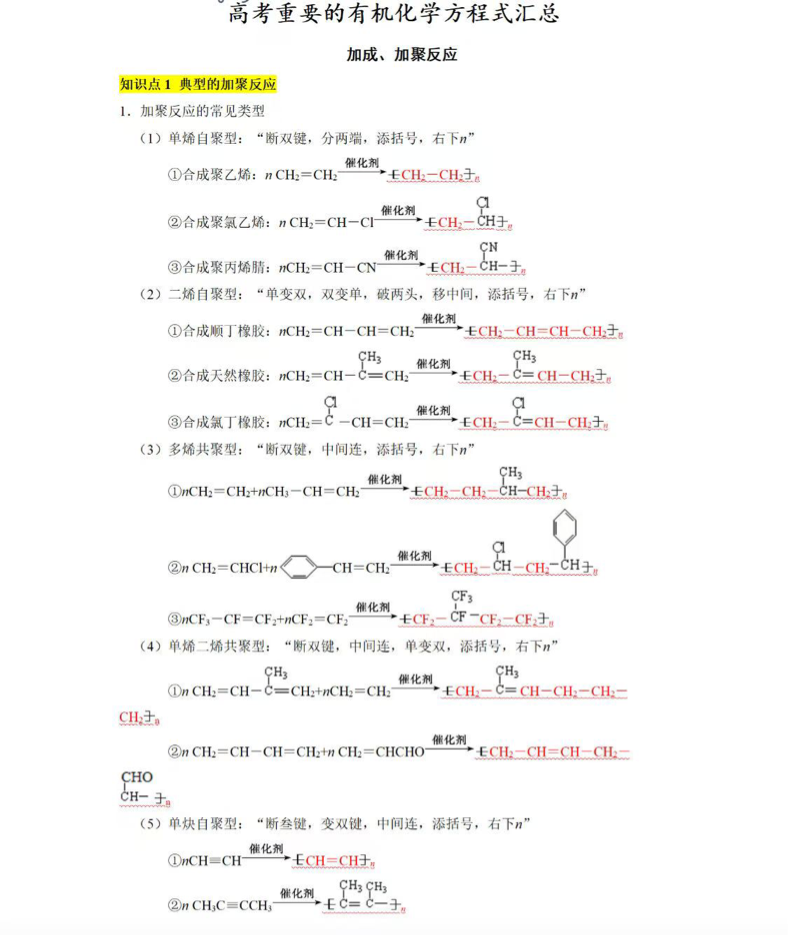 高考重要的有机化学方程式汇总
加成、加聚反应
知识点 1 典型的加聚反应
1．加聚反应的常见类型
（1）单烯自聚型：“断双键，分两端，添括号，右下n”
①合成聚乙烯：n CH₂=CH₂ —催化剂→ ⁅CH₂－CH₂⁆ₙ
②合成聚氯乙烯：n CH₂=CH－Cl —催化剂→ ⁅CH₂－CH(Cl)⁆ₙ
③合成聚丙烯腈：nCH₂=CH－CN —催化剂→ ⁅CH₂－CH(CN)－⁆ₙ
（2）二烯自聚型：“单变双，双变单，破两头，移中间，添括号，右下n”
①合成顺丁橡胶：nCH₂=CH－CH=CH₂ —催化剂→ ⁅CH₂－CH=CH－CH₂⁆ₙ
②合成天然橡胶：nCH₂=CH－C(CH₃)=CH₂ —催化剂→ ⁅CH₂－C(CH₃)=CH－CH₂⁆ₙ
③合成氯丁橡胶：nCH₂=C(Cl)－CH=CH₂ —催化剂→ ⁅CH₂－C(Cl)=CH－CH₂⁆ₙ
（3）多烯共聚型：“断双键，中间连，添括号，右下n”
①nCH₂=CH₂+nCH₃－CH=CH₂ —催化剂→ ⁅CH₂－CH₂－CH(CH₃)－CH₂⁆ₙ
②n CH₂=CHCl+n —CH=CH₂ —催化剂→ ⁅CH₂－CH(Cl)－CH₂－CH⁆ₙ
③nCF₃－CF=CF₂+nCF₂=CF₂ —催化剂→ ⁅CF₂－CF(CF₃)－CF₂－CF₂⁆ₙ
（4）单烯二烯共聚型：“断双键，中间连，单变双，添括号，右下n”
①n CH₂=CH－C(CH₃)=CH₂+nCH₂=CH₂ —催化剂→ ⁅CH₂－C(CH₃)=CH－CH₂－CH₂－
CH₂⁆ₙ
②n CH₂=CH－CH=CH₂+n CH₂=CHCHO —催化剂→ ⁅CH₂－CH=CH－CH₂－
CH(CHO)－⁆ₙ
（5）单炔自聚型：“断叁键，变双键，中间连，添括号，右下n”
①nCH≡CH —催化剂→ ⁅CH=CH⁆ₙ
②n CH₃C≡CCH₃ —催化剂→ ⁅C(CH₃)=C(CH₃)－⁆ₙ